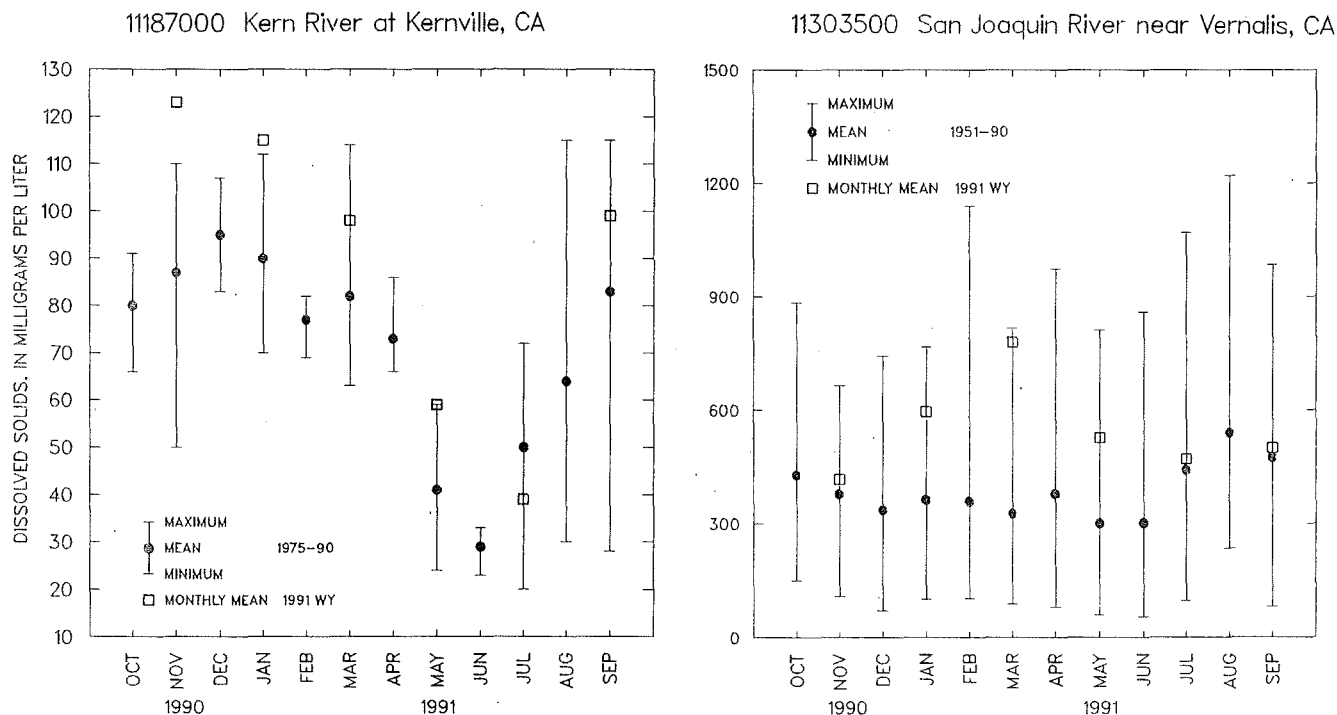 11187000 Kern River at Kernville, CA
DISSOLVED SOLIDS, IN MILLIGRAMS PER LITER
130
120
110
100
90
80
70
60
50
40
30
20
10
MAXIMUM
MEAN 1975-90
MINIMUM
MONTHLY MEAN 1991 WY
OCT NOV DEC JAN FEB MAR APR MAY JUN JUL AUG SEP
1990 1991
11303500 San Joaquin River near Vernalis, CA
1500
1200
900
600
300
0
MAXIMUM
MEAN 1951-90
MINIMUM
MONTHLY MEAN 1991 WY
OCT NOV DEC JAN FEB MAR APR MAY JUN JUL AUG SEP
1990 1991